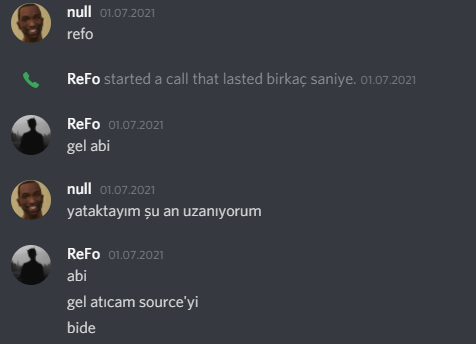 null 01.07.2021
refo
ReFo started a call that lasted birkaç saniye. 01.07.2021
ReFo 01.07.2021
gel abi
null 01.07.2021
yataktayım şu an uzanıyorum
ReFo 01.07.2021
abi
gel atıcam source'yi
bide